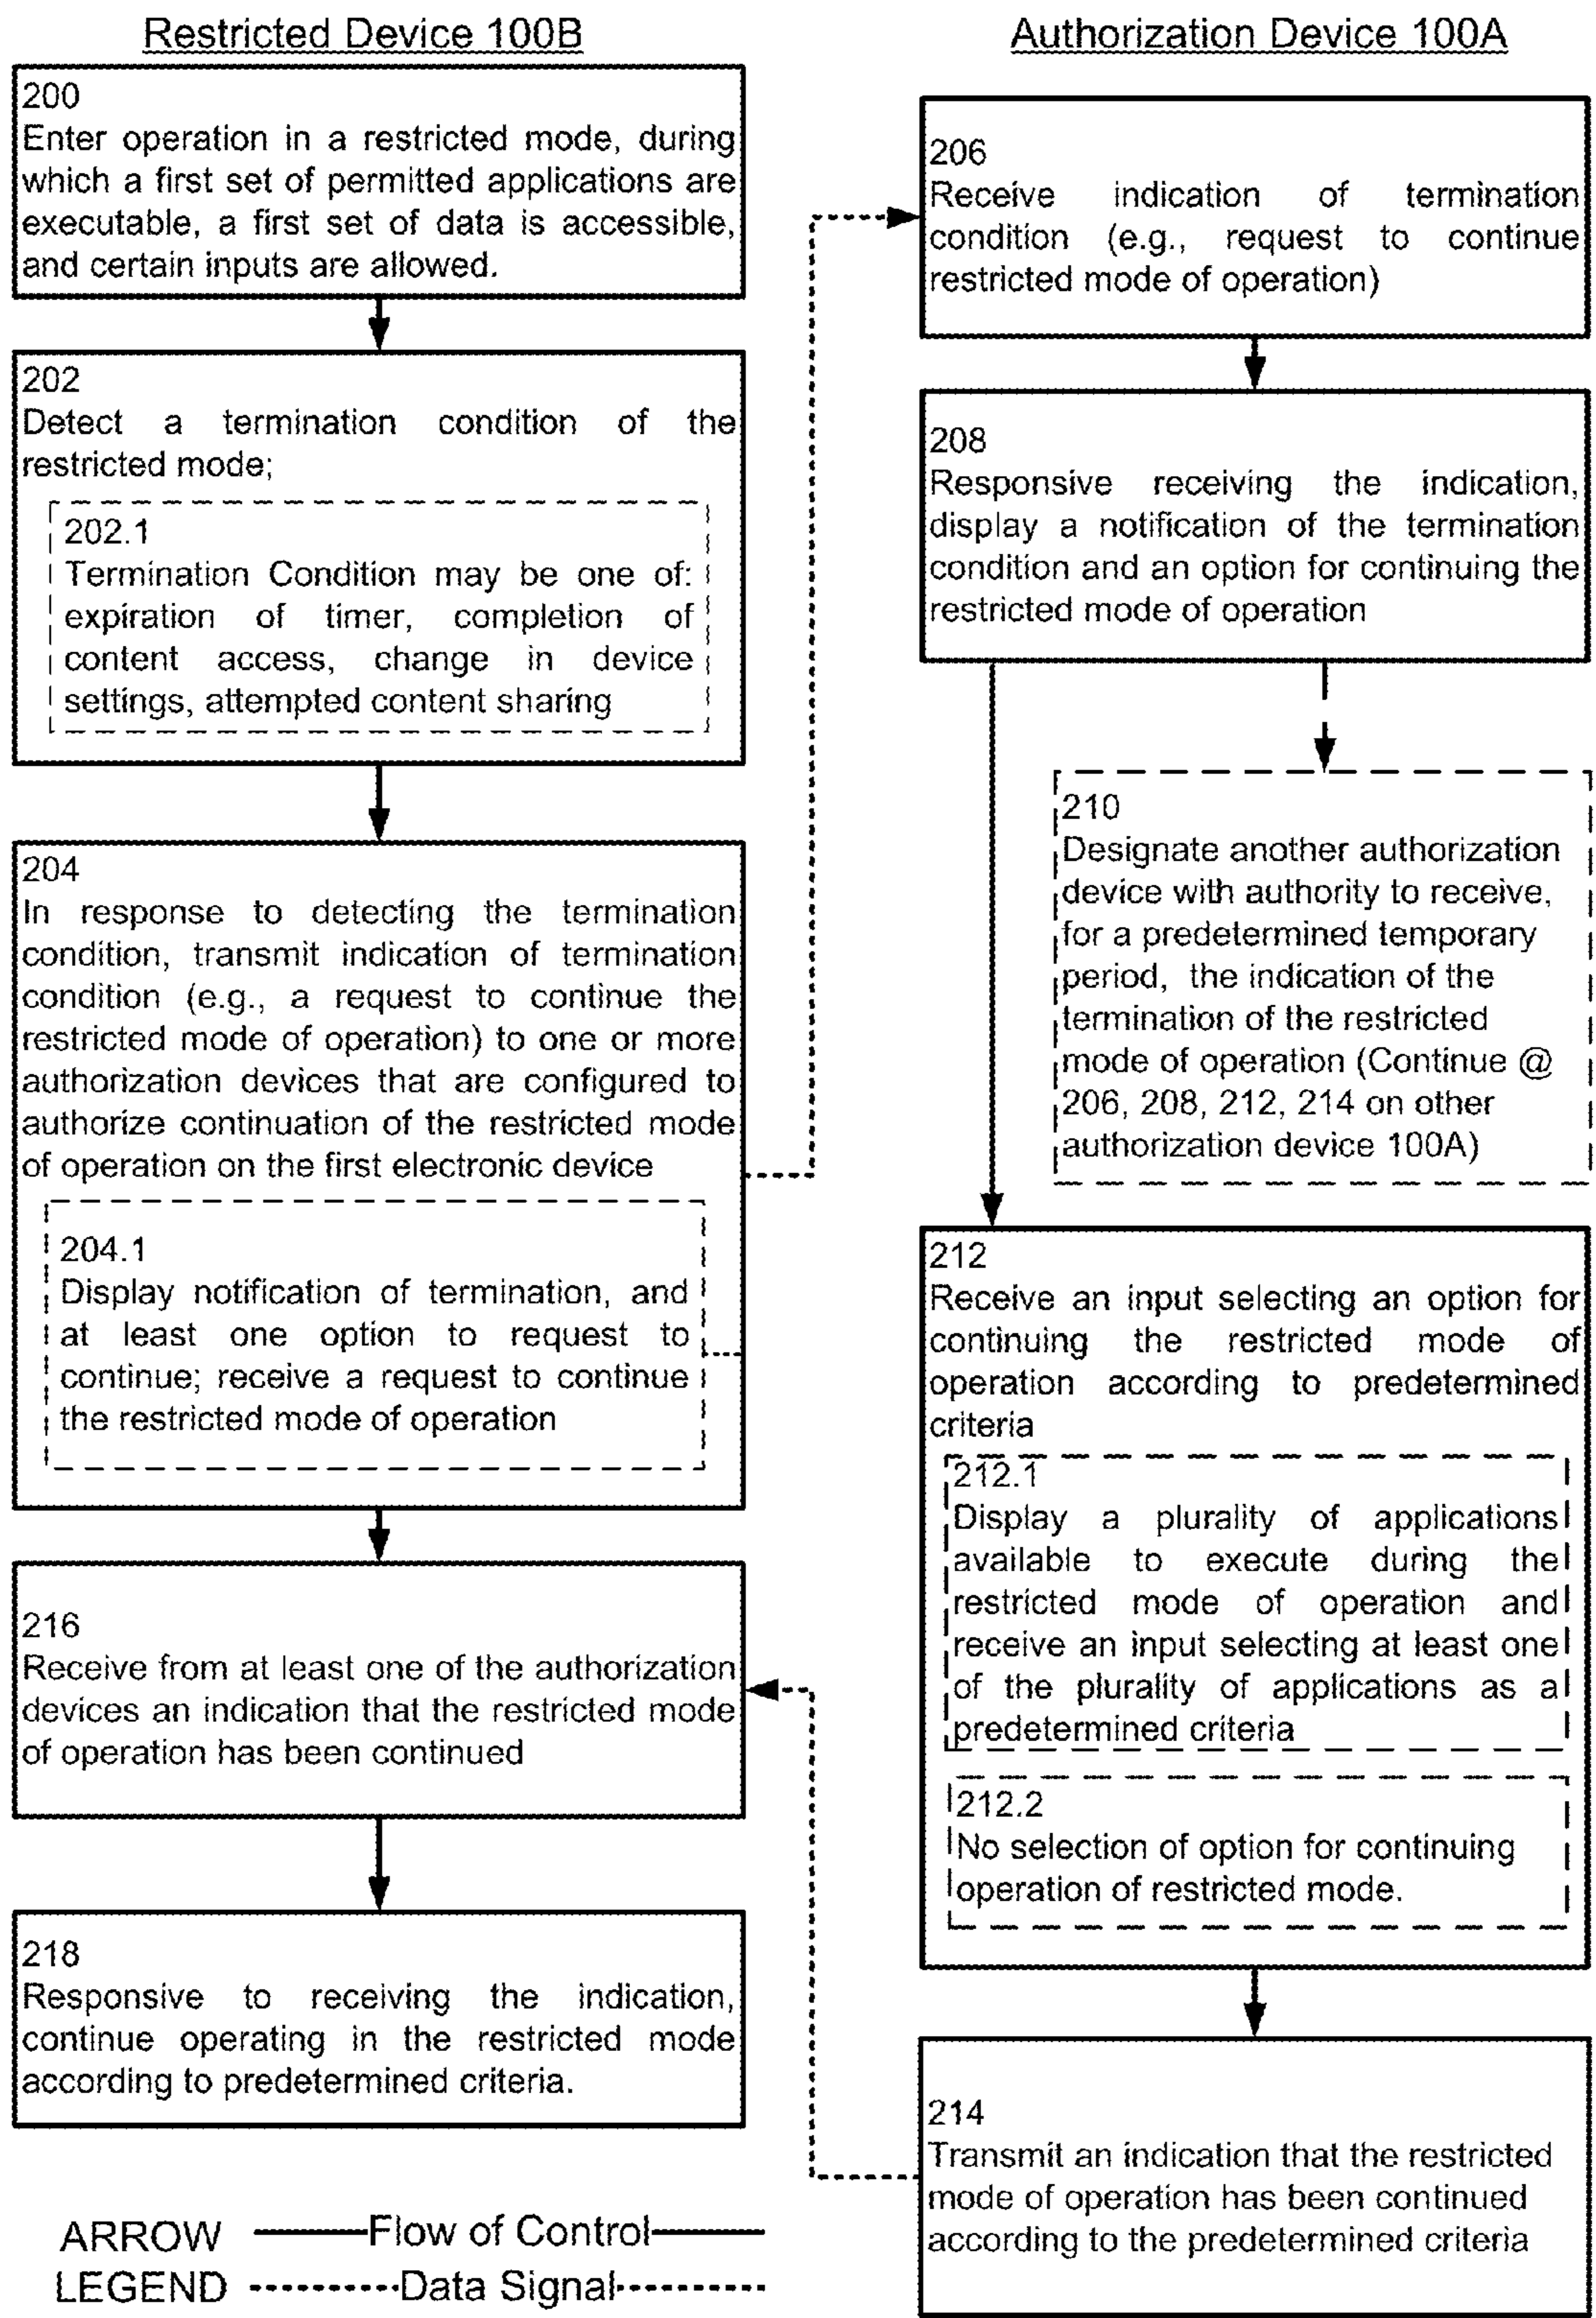 Restricted Device 100B
200
Enter operation in a restricted mode, during
which a first set of permitted applications are
executable, a first set of data is accessible,
and certain inputs are allowed.
202
Detect a termination condition of the
restricted mode;
202.1
Termination Condition may be one of:
expiration of timer, completion of
content access, change in device
settings, attempted content sharing
204
In response to detecting the termination
condition, transmit indication of termination
condition (e.g., a request to continue the
restricted mode of operation) to one or more
authorization devices that are configured to
authorize continuation of the restricted mode
of operation on the first electronic device
204.1
Display notification of termination, and
at least one option to request to
continue; receive a request to continue
the restricted mode of operation
216
Receive from at least one of the authorization
devices an indication that the restricted mode
of operation has been continued
218
Responsive to receiving the indication,
continue operating in the restricted mode
according to predetermined criteria.
Authorization Device 100A
206
Receive indication of termination
condition (e.g., request to continue
restricted mode of operation)
208
Responsive receiving the indication,
display a notification of the termination
condition and an option for continuing the
restricted mode of operation
210
Designate another authorization
device with authority to receive,
for a predetermined temporary
period, the indication of the
termination of the restricted
mode of operation (Continue @
206, 208, 212, 214 on other
authorization device 100A)
212
Receive an input selecting an option for
continuing the restricted mode of
operation according to predetermined
criteria
212.1
Display a plurality of applications
available to execute during the
restricted mode of operation and
receive an input selecting at least one
of the plurality of applications as a
predetermined criteria
212.2
No selection of option for continuing
operation of restricted mode.
214
Transmit an indication that the restricted
mode of operation has been continued
according to the predetermined criteria
ARROW Flow of Control
LEGEND Data Signal